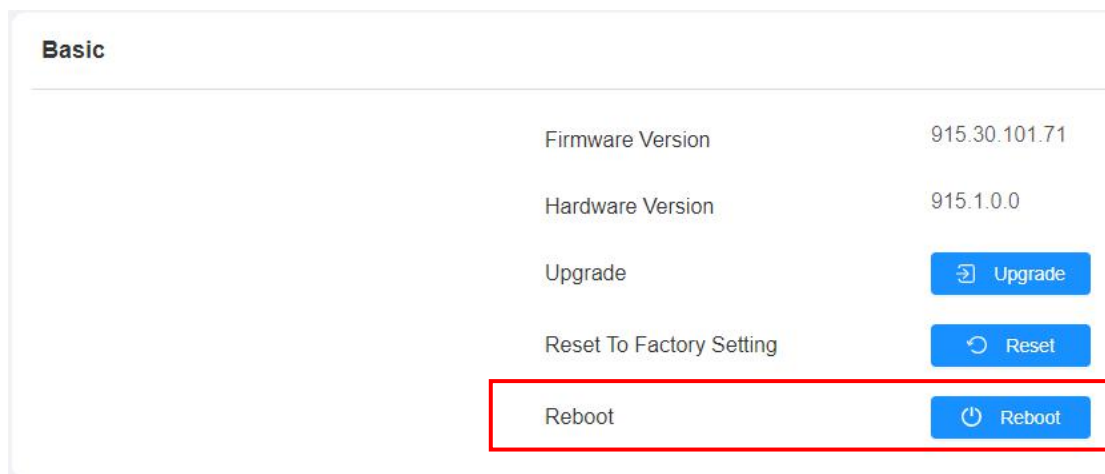 Basic
Firmware Version 915.30.101.71
Hardware Version 915.1.0.0
Upgrade Upgrade
Reset To Factory Setting Reset
Reboot Reboot